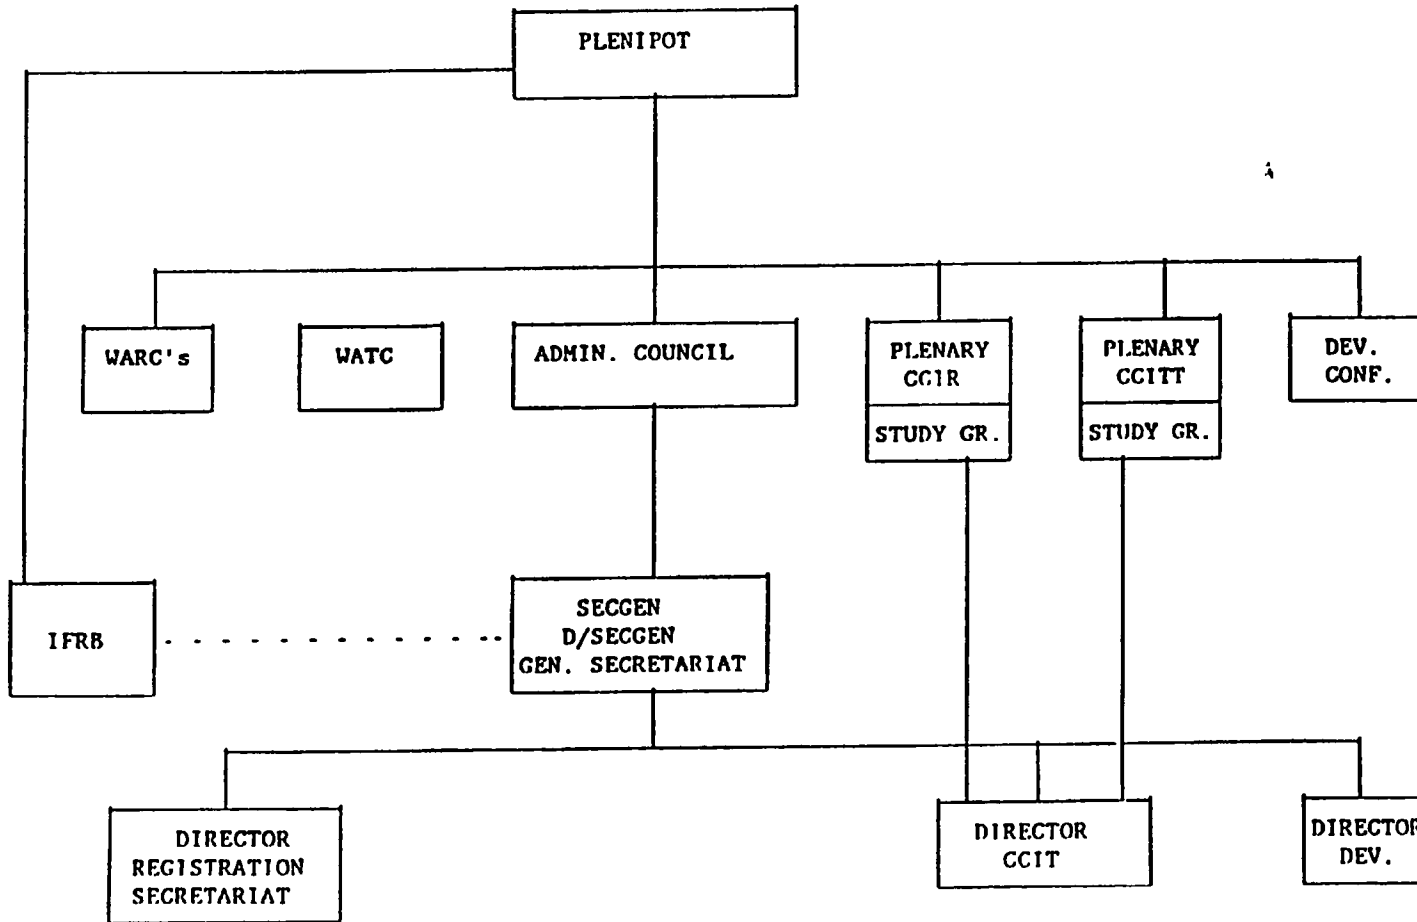 PLENIPOT
WARC's
WATC
ADMIN. COUNCIL
PLENARY
CCIR
STUDY GR.
PLENARY
CCITT
STUDY GR.
DEV.
CONF.
IFRB
SECGEN
D/SECGEN
GEN. SECRETARIAT
DIRECTOR
REGISTRATION
SECRETARIAT
DIRECTOR
CCIT
DIRECTOR
DEV.